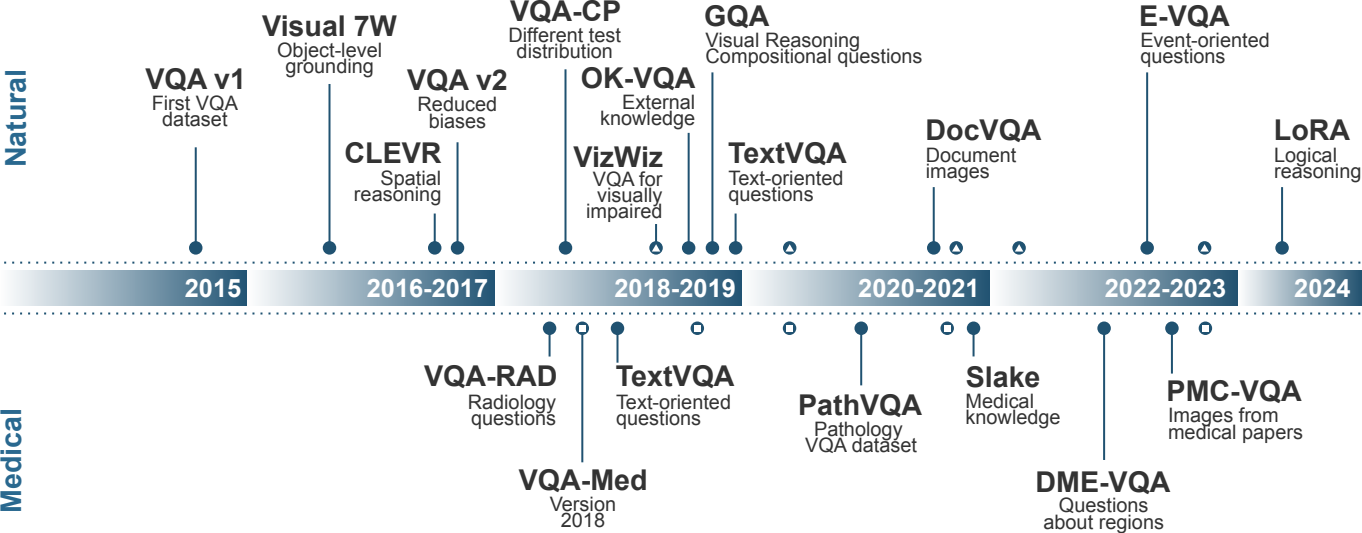 Natural
VQA v1
First VQA
dataset
Visual 7W
Object-level
grounding
CLEVR
Spatial
reasoning
VQA v2
Reduced
biases
VQA-CP
Different test
distribution
VizWiz
VQA for
visually
impaired
OK-VQA
External
knowledge
GQA
Visual Reasoning
Compositional questions
TextVQA
Text-oriented
questions
DocVQA
Document
images
E-VQA
Event-oriented
questions
LoRA
Logical
reasoning
2015
2016-2017
2018-2019
2020-2021
2022-2023
2024
Medical
VQA-RAD
Radiology
questions
VQA-Med
Version
2018
TextVQA
Text-oriented
questions
PathVQA
Pathology
VQA dataset
Slake
Medical
knowledge
DME-VQA
Questions
about regions
PMC-VQA
Images from
medical papers